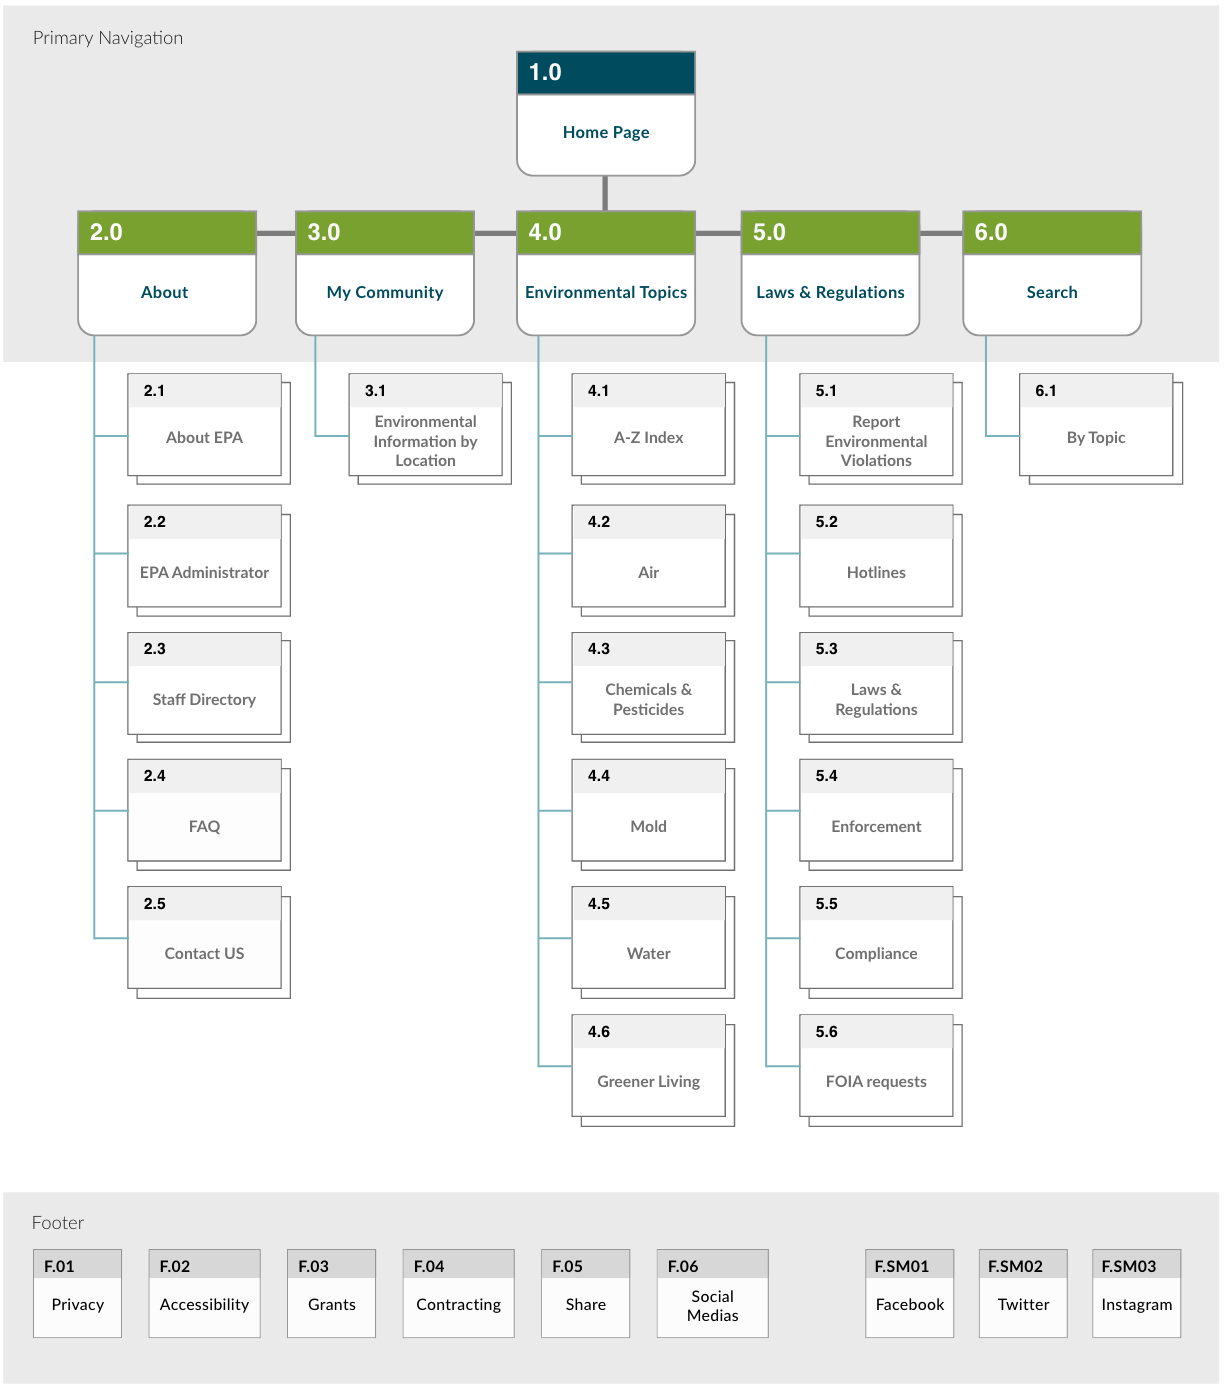 Primary Navigation
1.0
Home Page
2.0
About
3.0
My Community
4.0
Environmental Topics
5.0
Laws & Regulations
6.0
Search
2.1
About EPA
2.2
EPA Administrator
2.3
Staff Directory
2.4
FAQ
2.5
Contact US
3.1
Environmental
Information by
Location
4.1
A-Z Index
4.2
Air
4.3
Chemicals &
Pesticides
4.4
Mold
4.5
Water
4.6
Greener Living
5.1
Report
Environmental
Violations
5.2
Hotlines
5.3
Laws &
Regulations
5.4
Enforcement
5.5
Compliance
5.6
FOIA requests
6.1
By Topic
Footer
F.01
Privacy
F.02
Accessibility
F.03
Grants
F.04
Contracting
F.05
Share
F.06
Social
Medias
F.SM01
Facebook
F.SM02
Twitter
F.SM03
Instagram